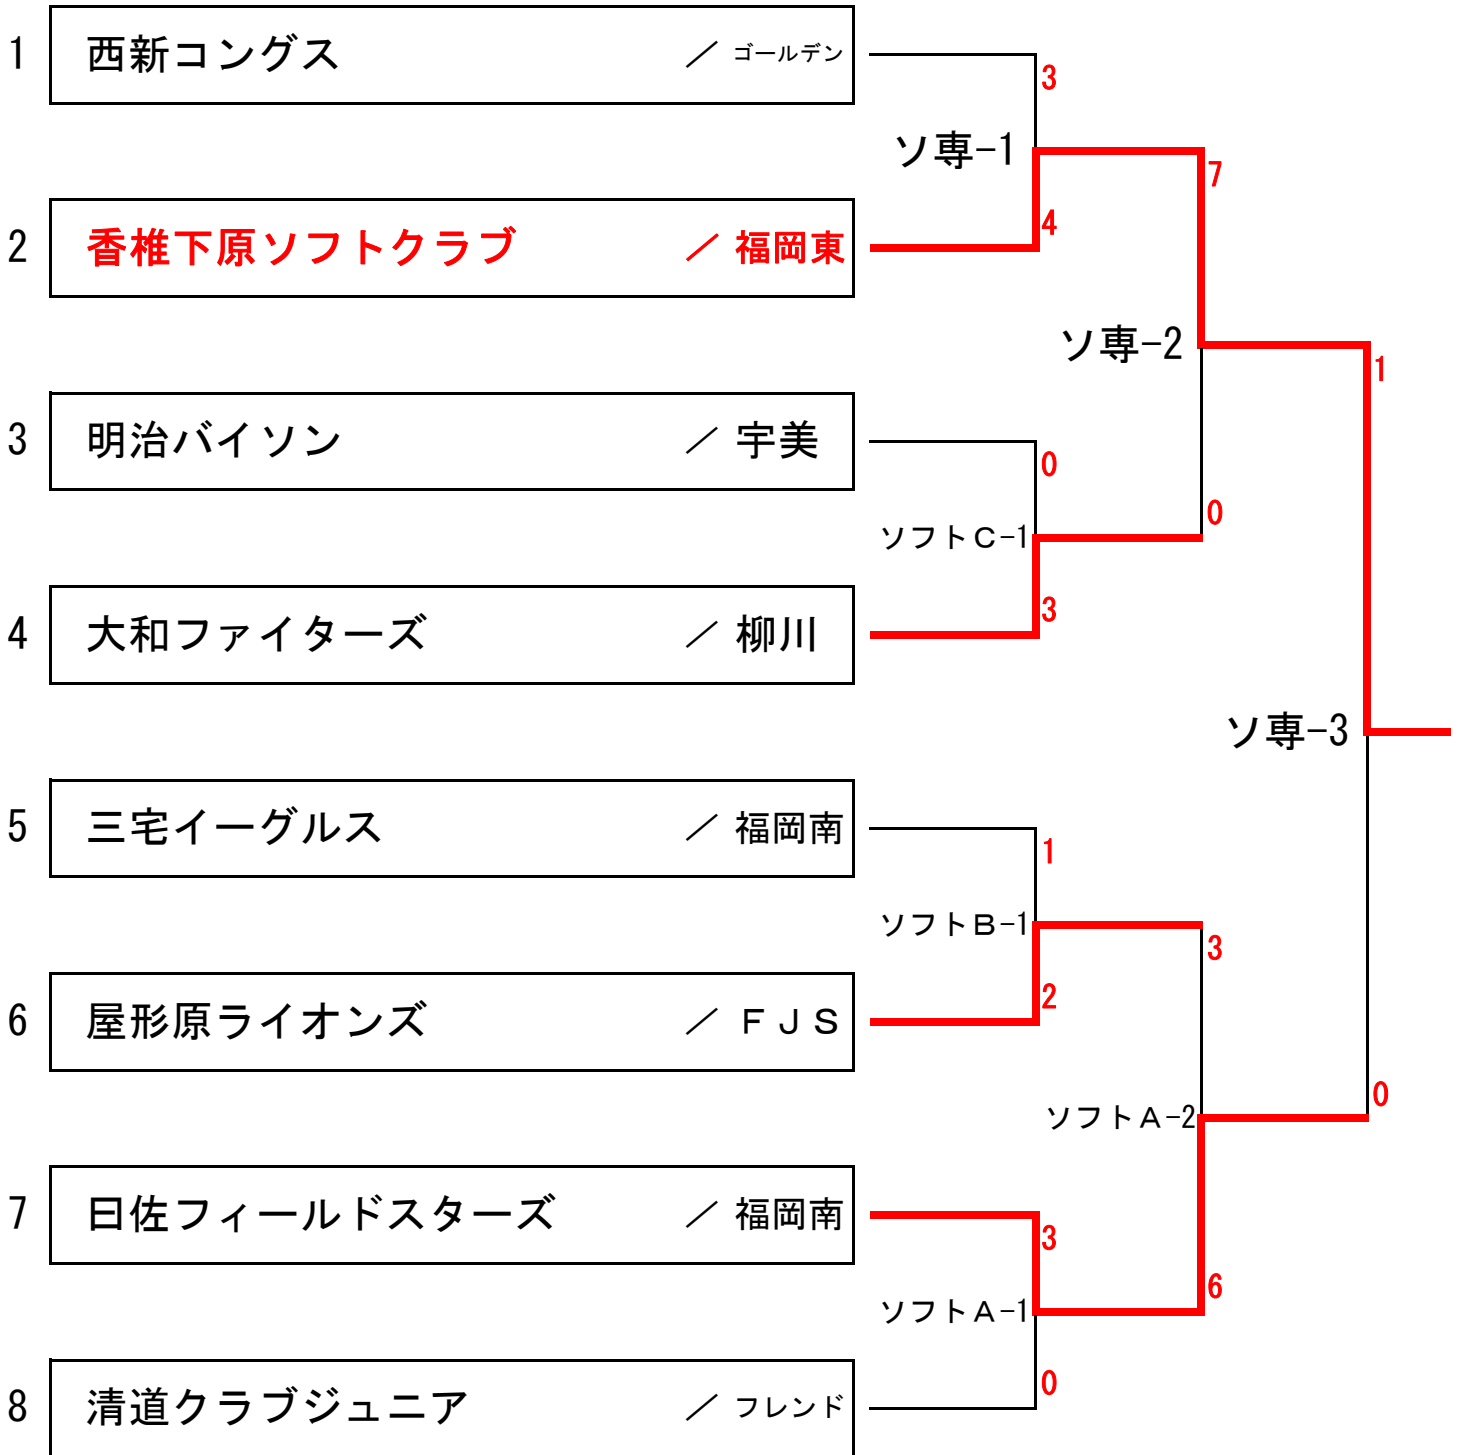 1 西新コングス ／ ゴールデン
3
ソ専-1
7
2 香椎下原ソフトクラブ ／ 福岡東
4
ソ専-2
1
3 明治バイソン ／ 宇美
0
0
ソフトC-1
4 大和ファイターズ ／ 柳川
3
ソ専-3
5 三宅イーグルス ／ 福岡南
1
ソフトB-1
3
6 屋形原ライオンズ ／ FJS
2
0
ソフトA-2
7 日佐フィールドスターズ ／ 福岡南
3
6
ソフトA-1
0
8 清道クラブジュニア ／ フレンド